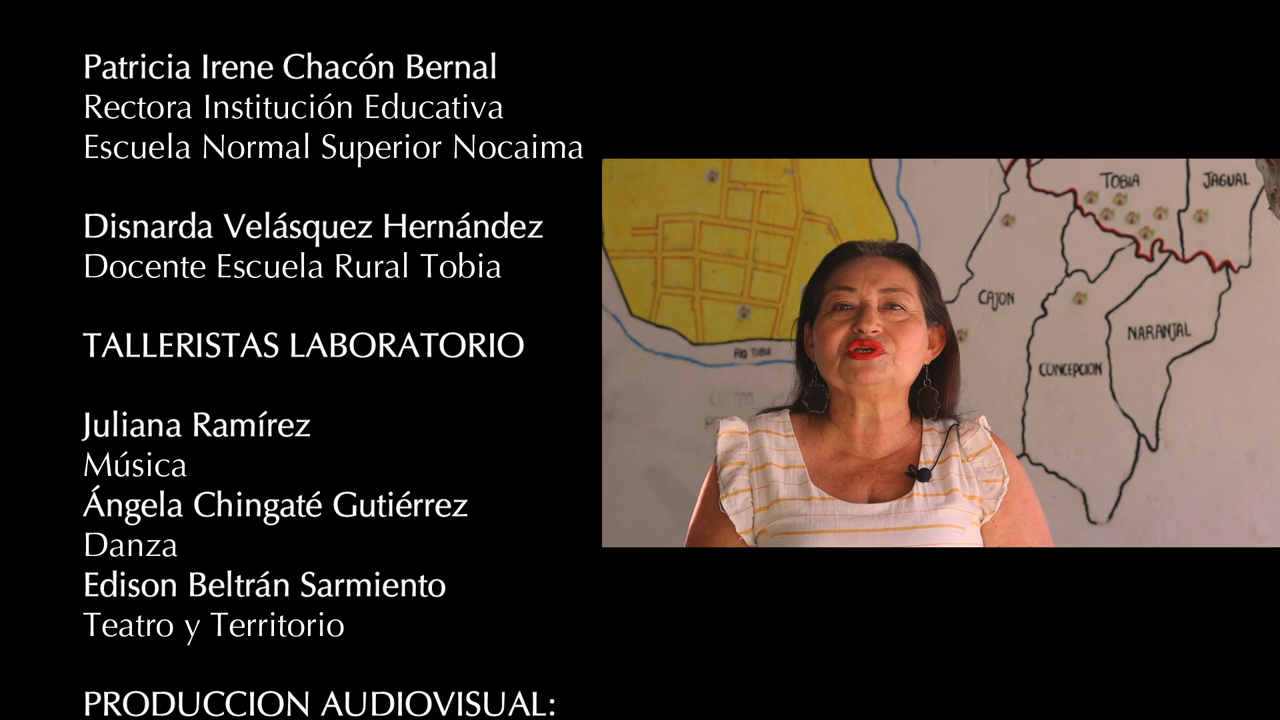 Patricia Irene Chacón Bernal
Rectora Institución Educativa
Escuela Normal Superior Nocaima
Disnarda Velásquez Hernández
Docente Escuela Rural Tobia
TALLERISTAS LABORATORIO
Juliana Ramírez
Música
Ángela Chingaté Gutiérrez
Danza
Edison Beltrán Sarmiento
Teatro y Territorio
PRODUCCION AUDIOVISUAL:
TOBIA
JAGUAL
CAJON
NARANJAL
CONCEPCION
RIO TOBIA